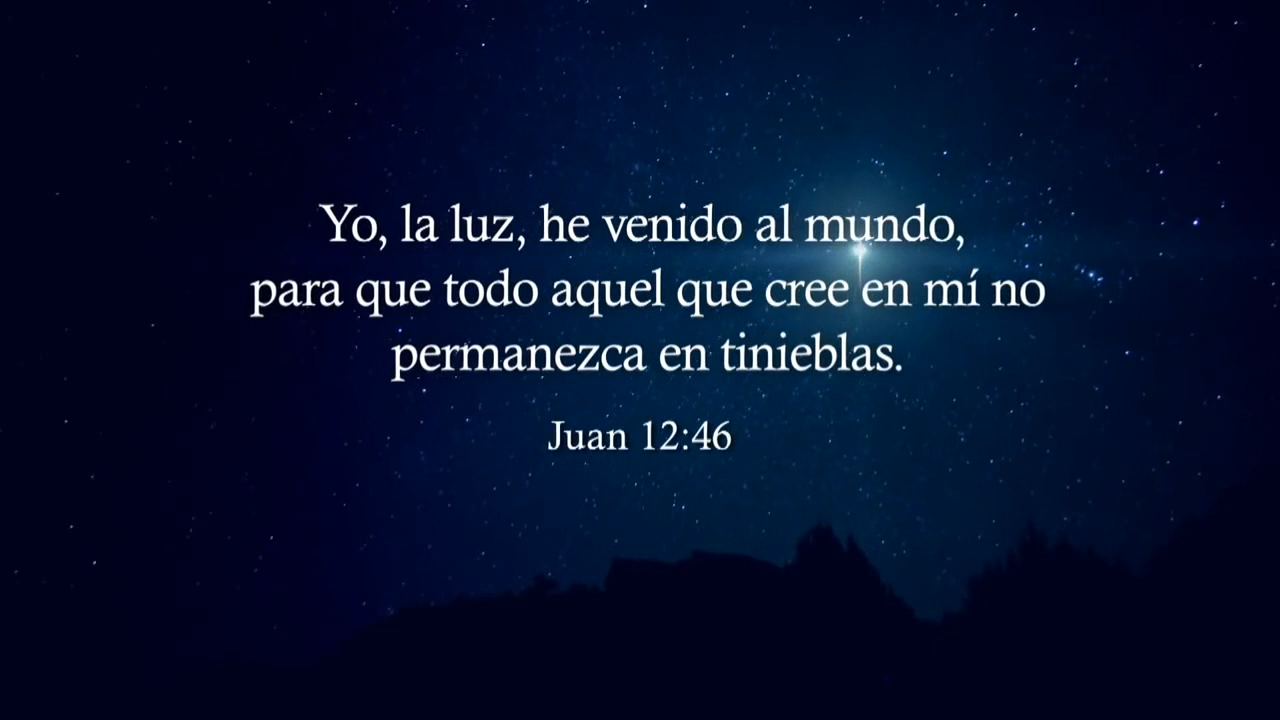 Yo, la luz, he venido al mundo,
para que todo aquel que cree en mí no
permanezca en tinieblas.
Juan 12:46